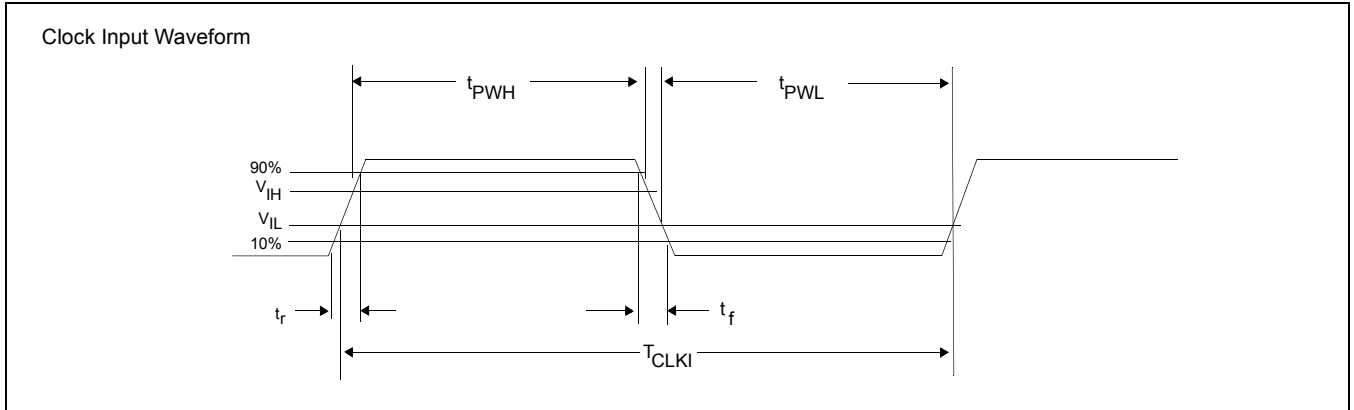 Clock Input Waveform
tPWH
tPWL
90%
VIH
VIL
10%
tr
tf
TCLKI